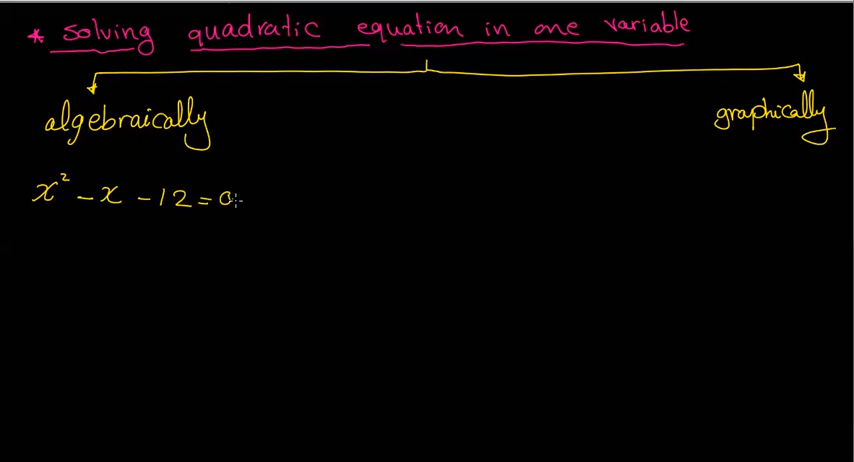 * solving quadratic equation in one variable
algebraically
graphically
x² - x - 12 = 0